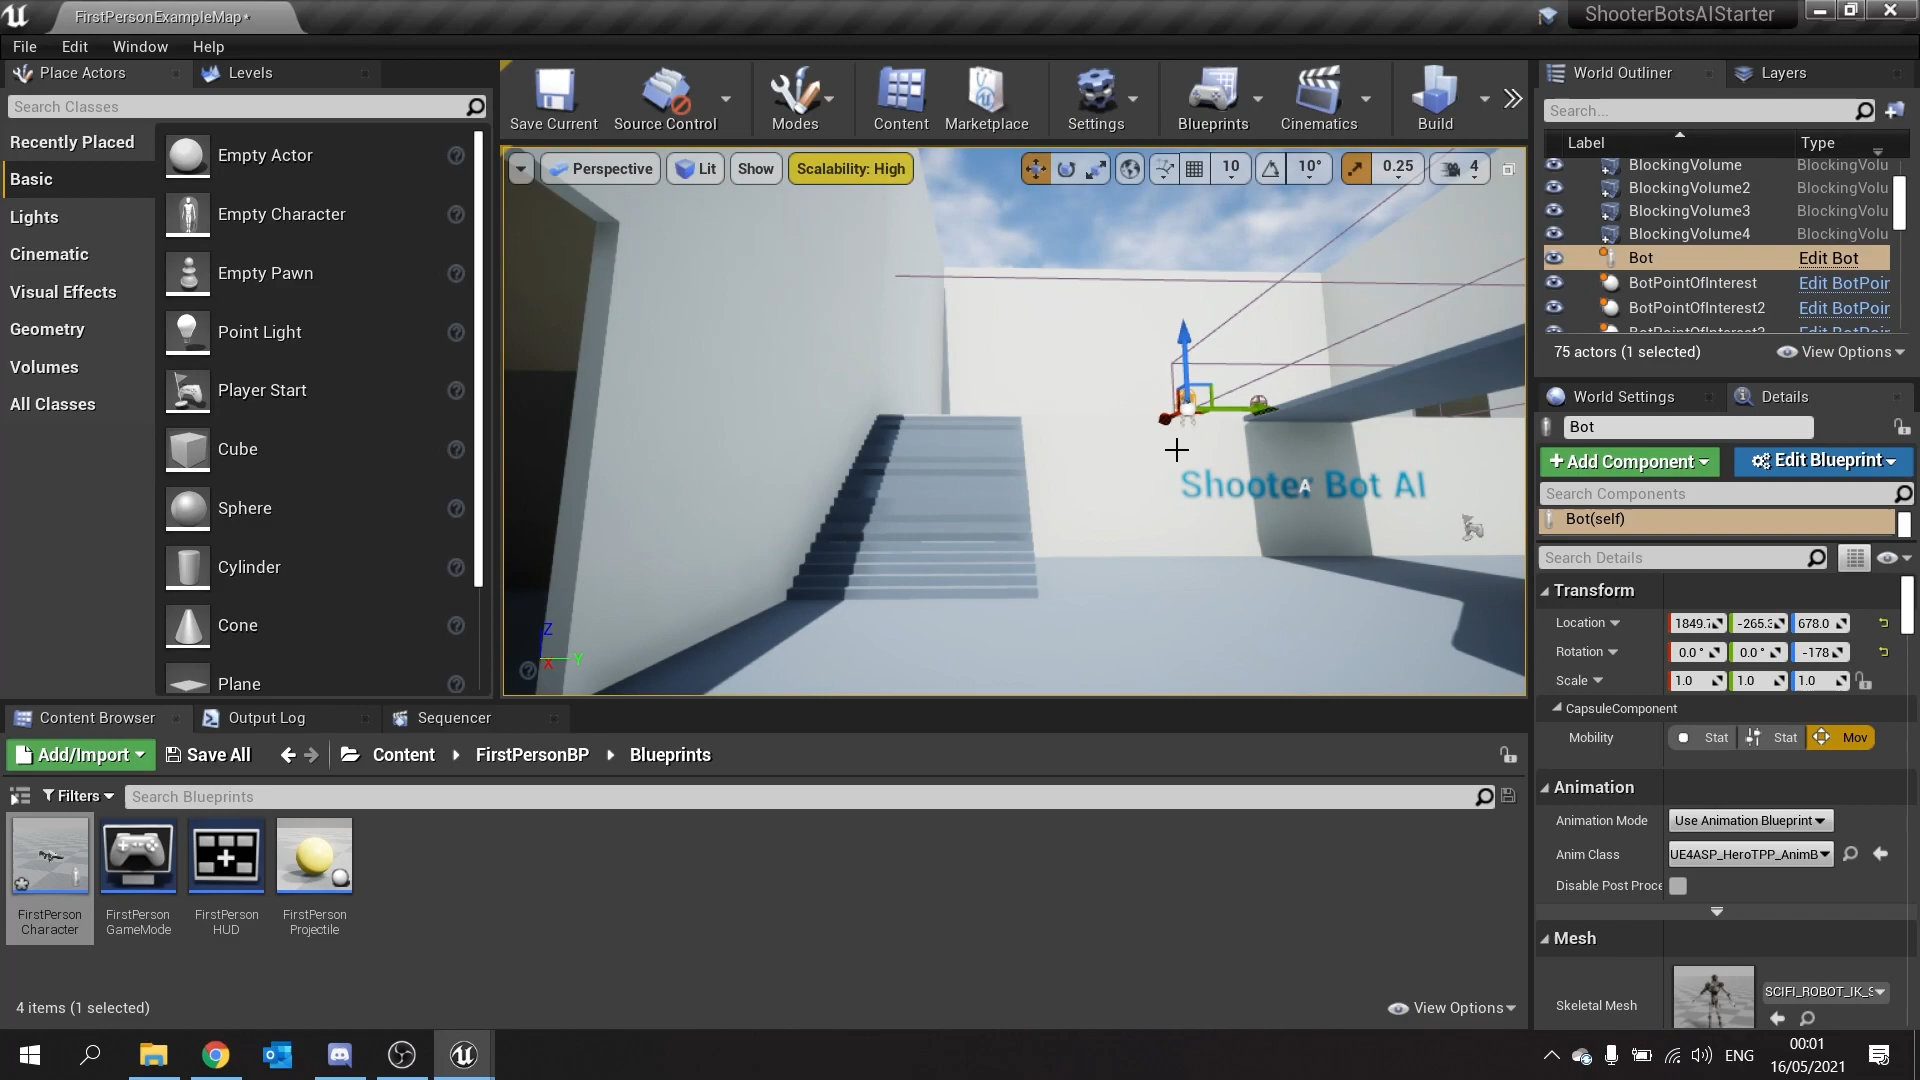 FirstPersonExampleMap*
ShooterBotsAIStarter
File Edit Window Help
Place Actors
Levels
Search Classes
Recently Placed
Basic
Lights
Cinematic
Visual Effects
Geometry
Volumes
All Classes
Empty Actor
Empty Character
Empty Pawn
Point Light
Player Start
Cube
Sphere
Cylinder
Cone
Plane
Save Current
Source Control
Modes
Content
Marketplace
Settings
Blueprints
Cinematics
Build
Perspective
Lit
Show
Scalability: High
10
10°
0.25
4
Shooter Bot AI
A
Z
X
Y
World Outliner
Layers
Search...
Label
Type
BlockingVolume BlockingVolu
BlockingVolume2 BlockingVolu
BlockingVolume3 BlockingVolu
BlockingVolume4 BlockingVolu
Bot Edit Bot
BotPointOfInterest Edit BotPoir
BotPointOfInterest2 Edit BotPoir
75 actors (1 selected)
View Options
World Settings
Details
Bot
+ Add Component
Edit Blueprint
Search Components
Bot(self)
Search Details
Transform
Location 678.0
Rotation 0.0° 0.0° -178
Scale 1.0 1.0 1.0
CapsuleComponent
Mobility Stat Stat Mov
Animation
Animation Mode Use Animation Blueprint
Anim Class UE4ASP_HeroTPP_AnimB
Disable Post Proce
Mesh
Skeletal Mesh
Content Browser
Output Log
Sequencer
Add/Import
Save All
Content
FirstPersonBP
Blueprints
Filters
Search Blueprints
FirstPerson
Character
FirstPerson
GameMode
FirstPerson
HUD
FirstPerson
Projectile
4 items (1 selected)
View Options
ENG
00:01
16/05/2021